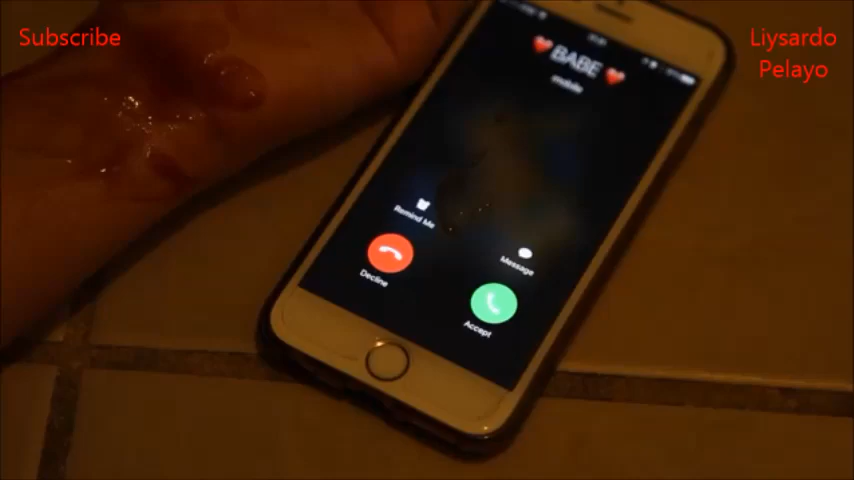 Subscribe
Liysardo
Pelayo
❤️BABE❤️
mobile
Remind Me
Message
Decline
Accept